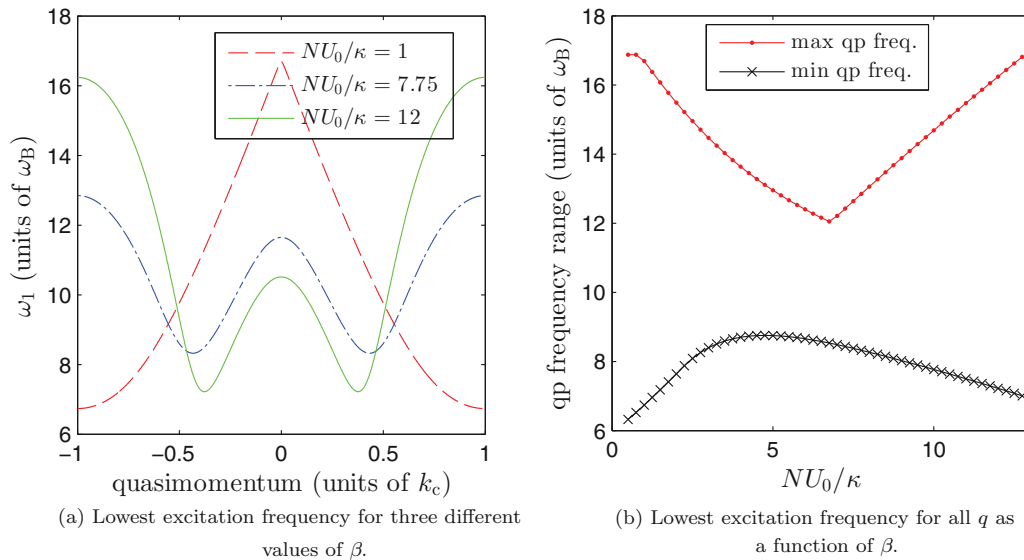 18
16
14
12
10
8
6
−1
−0.5
0
0.5
1
ω₁ (units of ω_B)
quasimomentum (units of k_c)
NU₀/κ = 1
NU₀/κ = 7.75
NU₀/κ = 12
(a) Lowest excitation frequency for three different
values of β.
18
16
14
12
10
8
6
0
5
10
qp frequency range (units of ω_B)
NU₀/κ
max qp freq.
min qp freq.
(b) Lowest excitation frequency for all q as
a function of β.